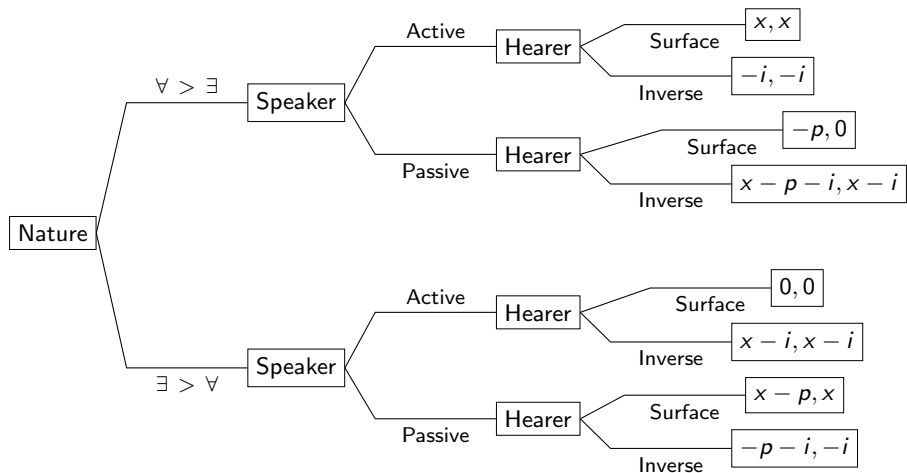 x, x
Active
Hearer
Surface
−i, −i
∀ < ∃
Inverse
Speaker
−p, 0
Hearer
Surface
Passive
x − p − i, x − i
Inverse
Nature
0, 0
Active
Surface
Hearer
x − i, x − i
Inverse
Speaker
∃ < ∀
x − p, x
Surface
Hearer
Passive
−p − i, −i
Inverse